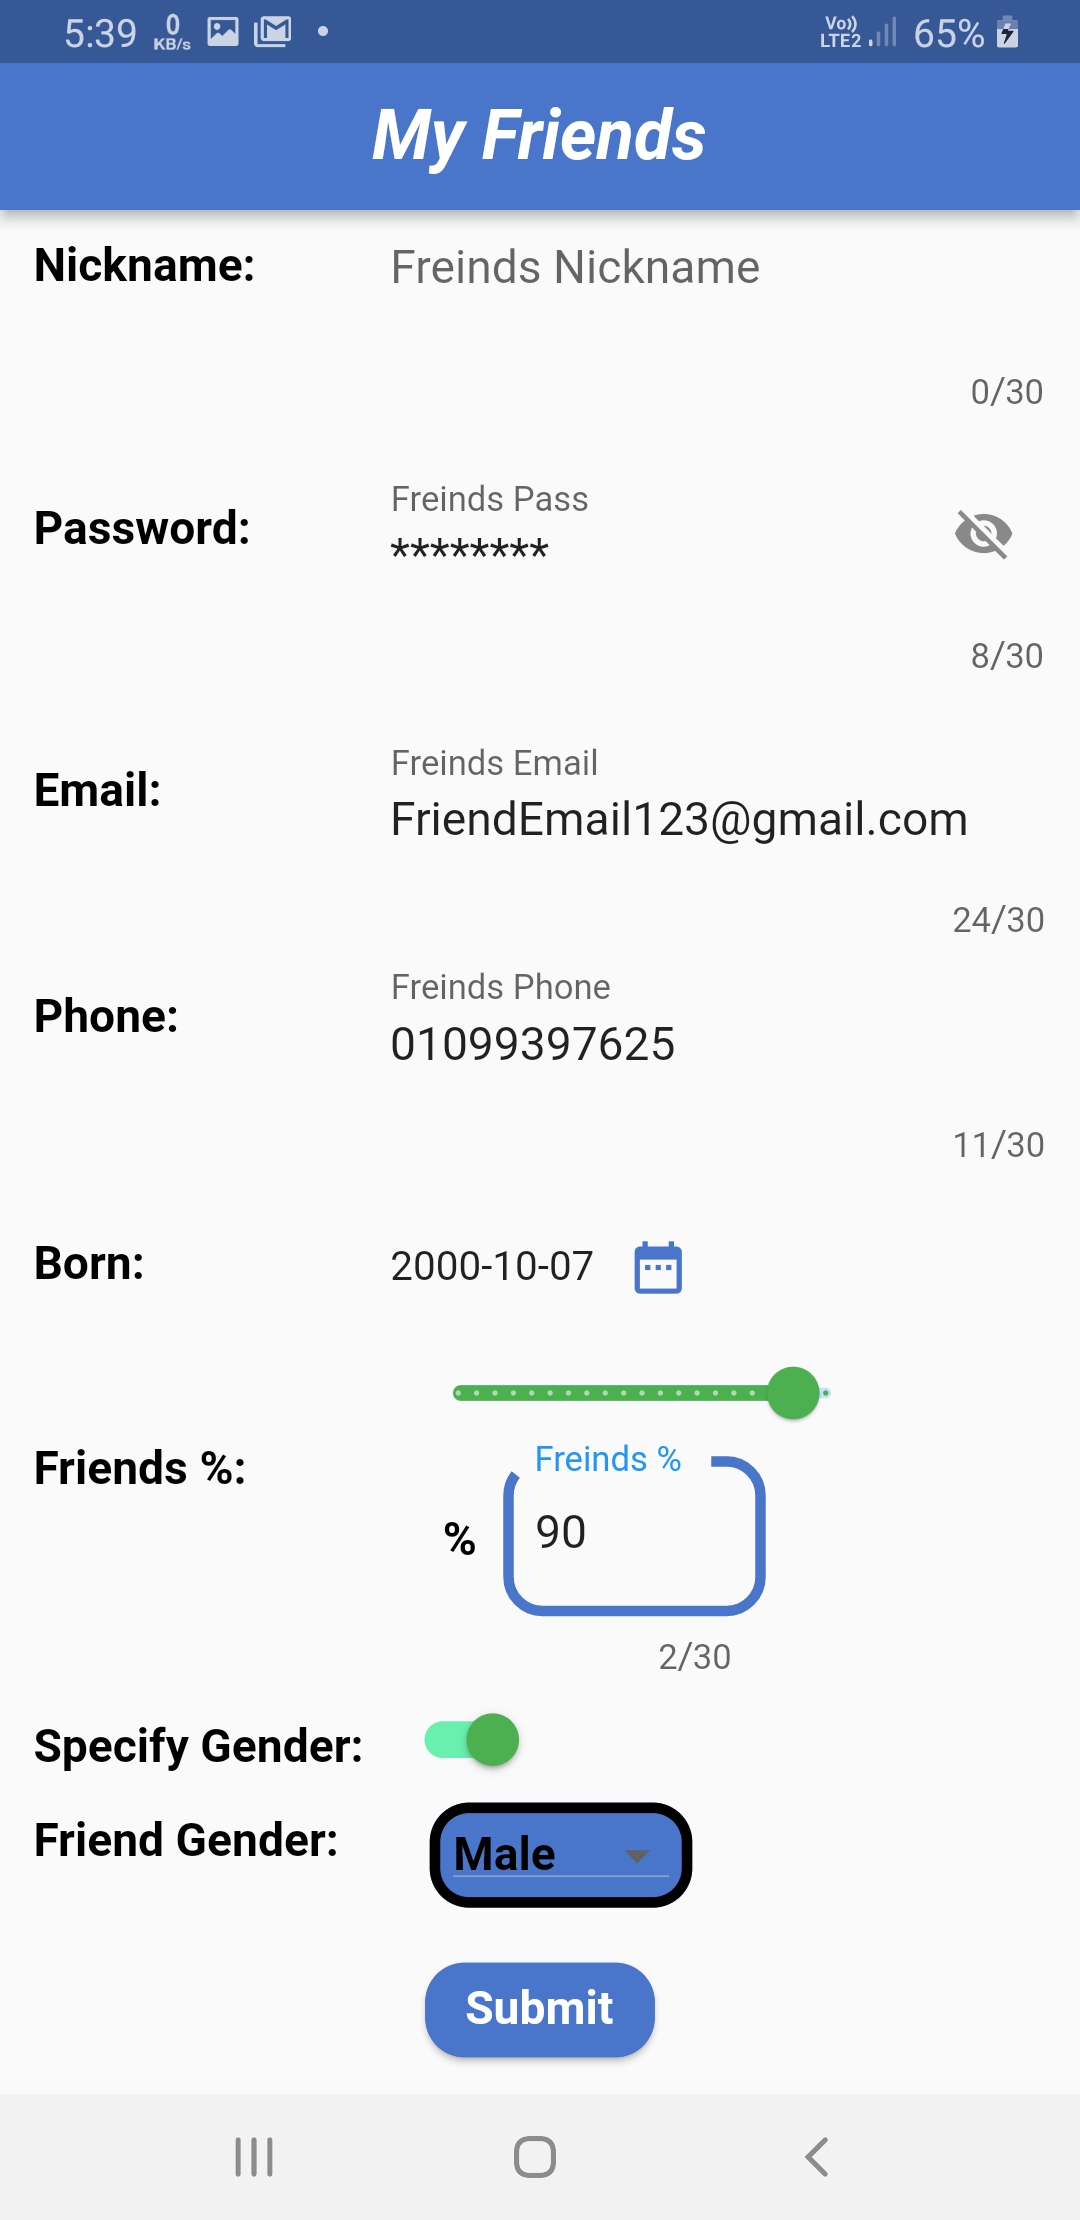 5:39 0 KB/s Vo)) LTE2 65%
My Friends
Nickname: Freinds Nickname
0/30
Freinds Pass
Password: ********
8/30
Freinds Email
Email: FriendEmail123@gmail.com
24/30
Freinds Phone
Phone: 01099397625
11/30
Born: 2000-10-07
Friends %: Freinds %
% 90
2/30
Specify Gender:
Friend Gender: Male
Submit